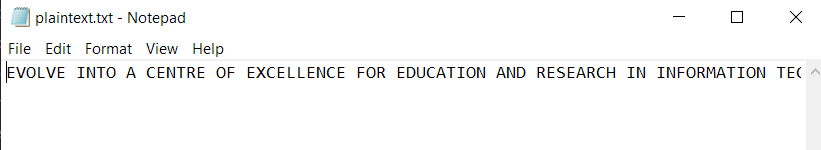 plaintext.txt - Notepad
File Edit Format View Help
EVOLVE INTO A CENTRE OF EXCELLENCE FOR EDUCATION AND RESEARCH IN INFORMATION